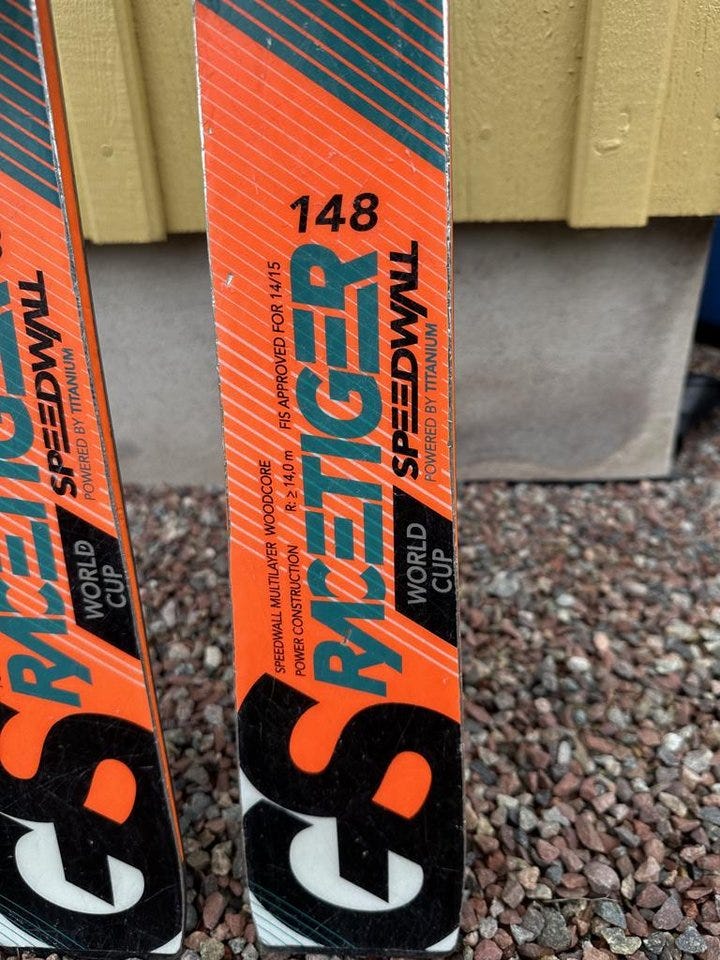 148
SPEEDWALL MULTILAYER WOODCORE
POWER CONSTRUCTION R: ≥ 14,0 m FIS APPROVED FOR 14/15
RACETIGER
SPEEDWALL
POWERED BY TITANIUM
WORLD
CUP
GS
SPEEDWALL
POWERED BY TITANIUM
RACETIGER
WORLD
CUP
GS